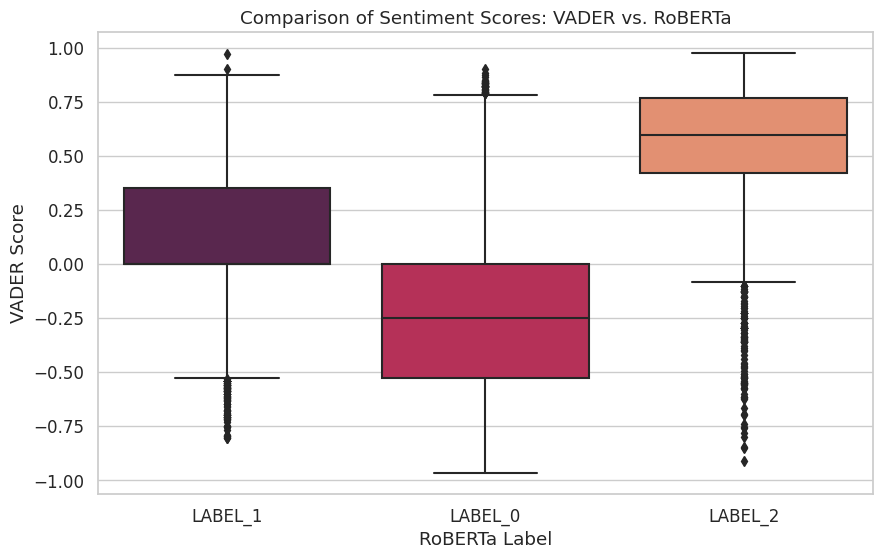 Comparison of Sentiment Scores: VADER vs. RoBERTa
1.00
0.75
0.50
0.25
0.00
−0.25
−0.50
−0.75
−1.00
VADER Score
LABEL_1 LABEL_0 LABEL_2
RoBERTa Label